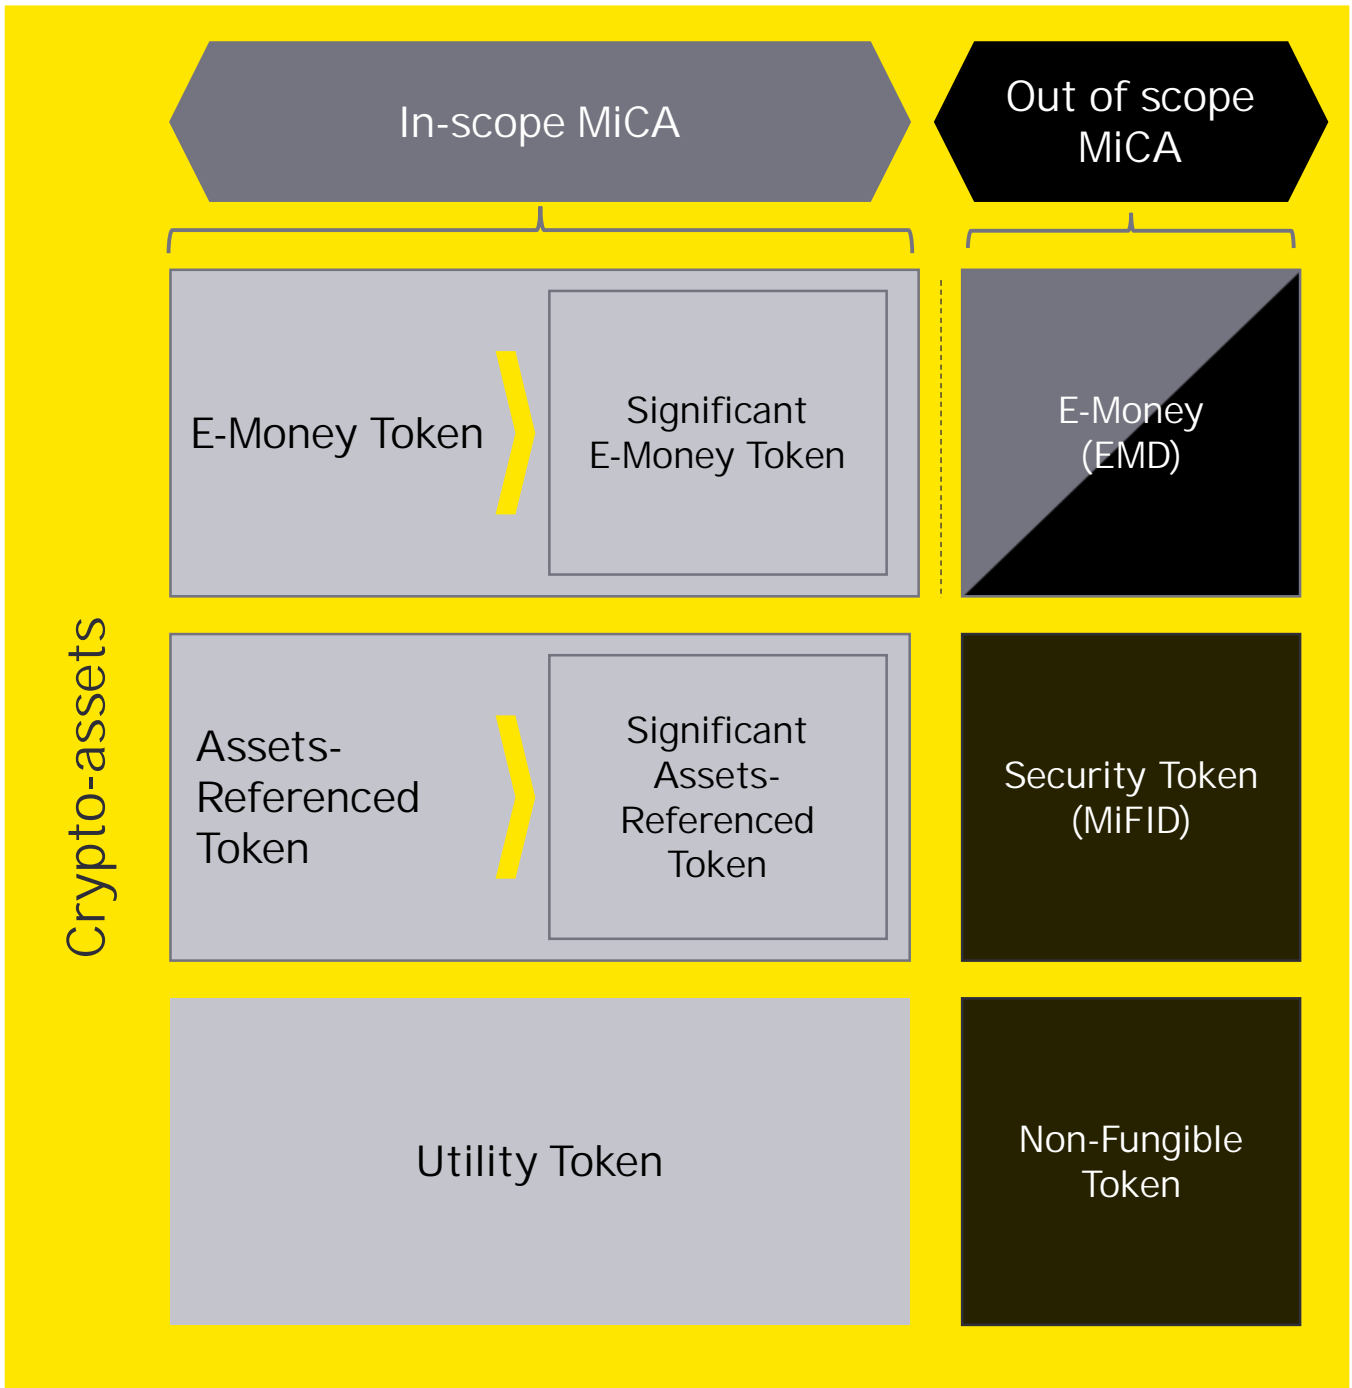 In-scope MiCA
Out of scope
MiCA
Crypto-assets
E-Money Token
Significant
E-Money Token
E-Money
(EMD)
Assets-
Referenced
Token
Significant
Assets-
Referenced
Token
Security Token
(MiFID)
Utility Token
Non-Fungible
Token